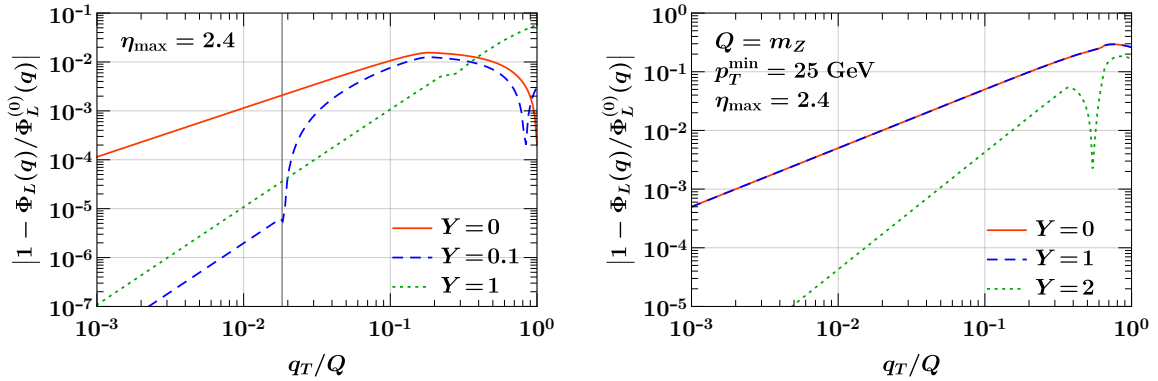 |1 − Φ_L(q)/Φ_L^(0)(q)|
10^−1
10^−2
10^−3
10^−4
10^−5
10^−6
10^−7
η_max = 2.4
Y = 0
Y = 0.1
Y = 1
10^−3
10^−2
10^−1
10^0
q_T/Q
|1 − Φ_L(q)/Φ_L^(0)(q)|
10^0
10^−1
10^−2
10^−3
10^−4
10^−5
Q = m_Z
p_T^min = 25 GeV
η_max = 2.4
Y = 0
Y = 1
Y = 2
10^−3
10^−2
10^−1
10^0
q_T/Q